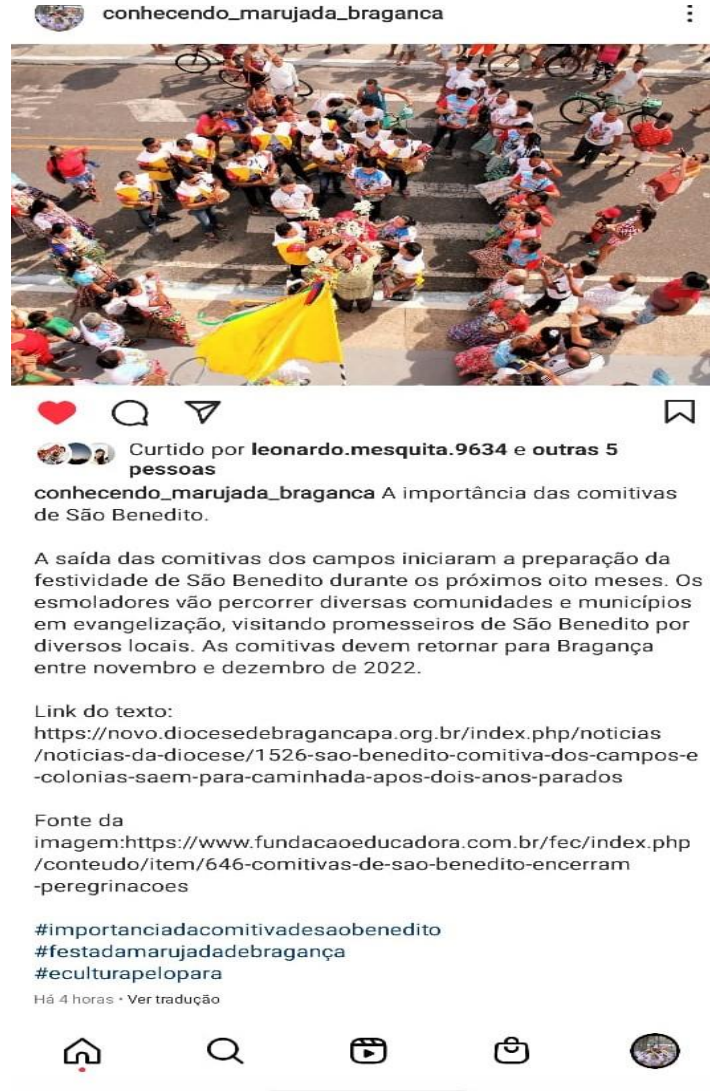 conhecendo_marujada_braganca
Curtido por leonardo.mesquita.9634 e outras 5
pessoas
conhecendo_marujada_braganca A importância das comitivas
de São Benedito.
A saída das comitivas dos campos iniciaram a preparação da
festividade de São Benedito durante os próximos oito meses. Os
esmoladores vão percorrer diversas comunidades e municípios
em evangelização, visitando promesseiros de São Benedito por
diversos locais. As comitivas devem retornar para Bragança
entre novembro e dezembro de 2022.
Link do texto:
https://novo.diocesedebragancapa.org.br/index.php/noticias
/noticias-da-diocese/1526-sao-benedito-comitiva-dos-campos-e
-colonias-saem-para-caminhada-apos-dois-anos-parados
Fonte da
imagem:https://www.fundacaoeducadora.com.br/fec/index.php
/conteudo/item/646-comitivas-de-sao-benedito-encerram
-peregrinacoes
#importanciadacomitivadesaobenedito
#festadamarujadadebragança
#eculturapelopara
Há 4 horas · Ver tradução